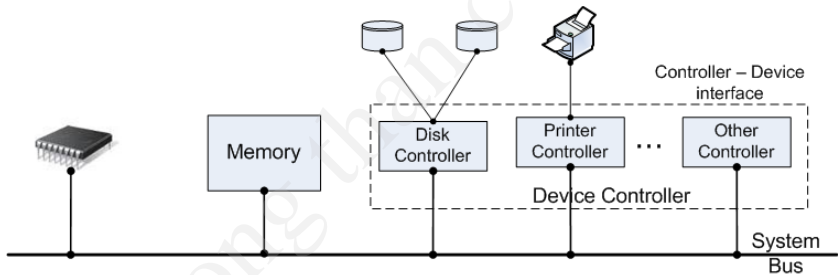 Controller – Device
interface
Memory
Disk
Controller
Printer
Controller
...
Other
Controller
Device Controller
System
Bus